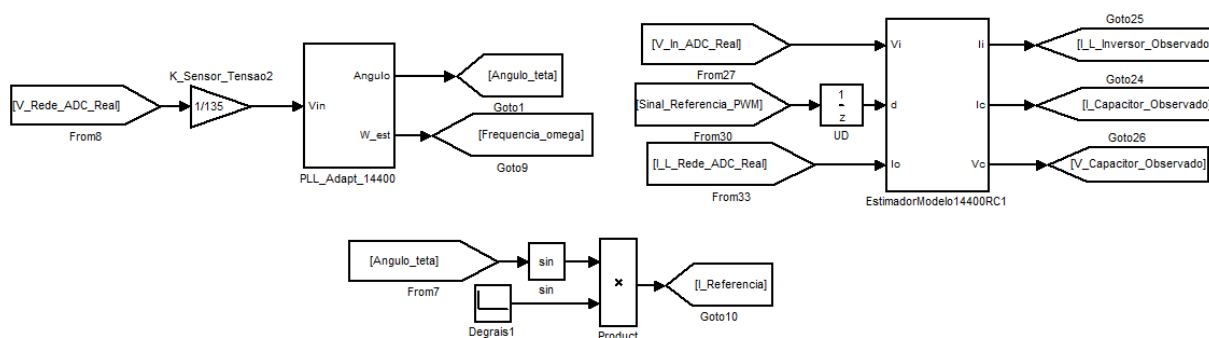 K_Sensor_Tensao2
[V_Rede_ADC_Real]
1/135
From8
Vin
Angulo
W_est
PLL_Adapt_14400
[Angulo_teta]
Goto1
[Frequencia_omega]
Goto9
[V_In_ADC_Real]
From27
[Sinal_Referencia_PWM]
From30
1
z
UD
[I_L_Rede_ADC_Real]
From33
Vi
d
Io
Ii
Ic
Vc
EstimadorModelo14400RC1
Goto25
[I_L_Inversor_Observado]
Goto24
[I_Capacitor_Observado]
Goto26
[V_Capacitor_Observado]
[Angulo_teta]
From7
sin
sin
Degrais1
×
Product
[I_Referencia]
Goto10